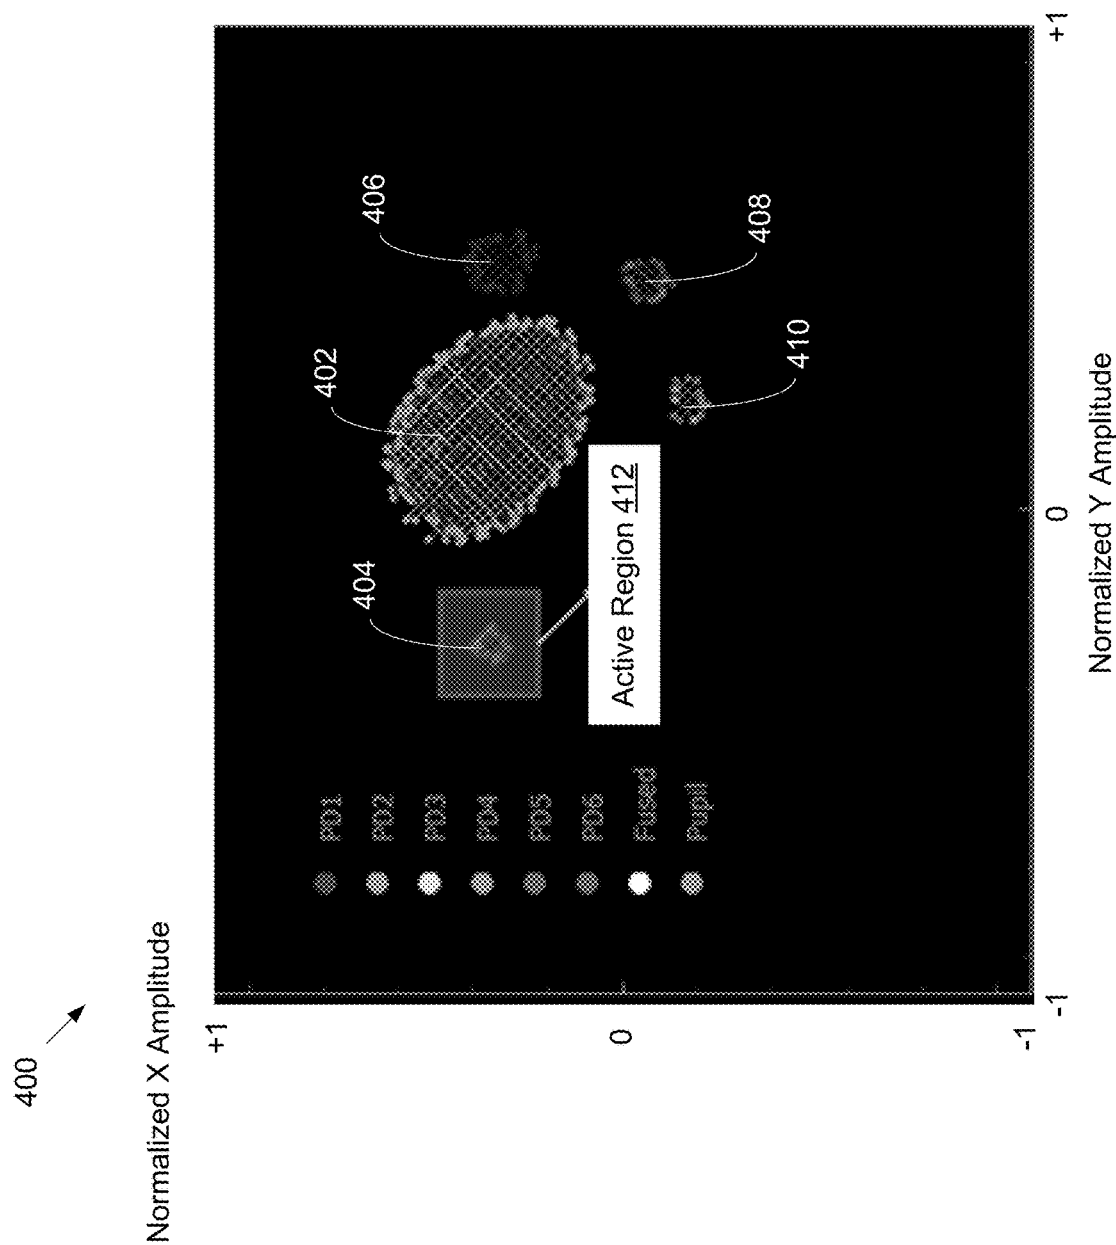 400
Normalized X Amplitude
+1
0
-1
-1
0
+1
Normalized Y Amplitude
PD1
PD2
PD3
PD4
PD5
PD6
Fused
Pupil
402
404
406
408
410
Active Region 412